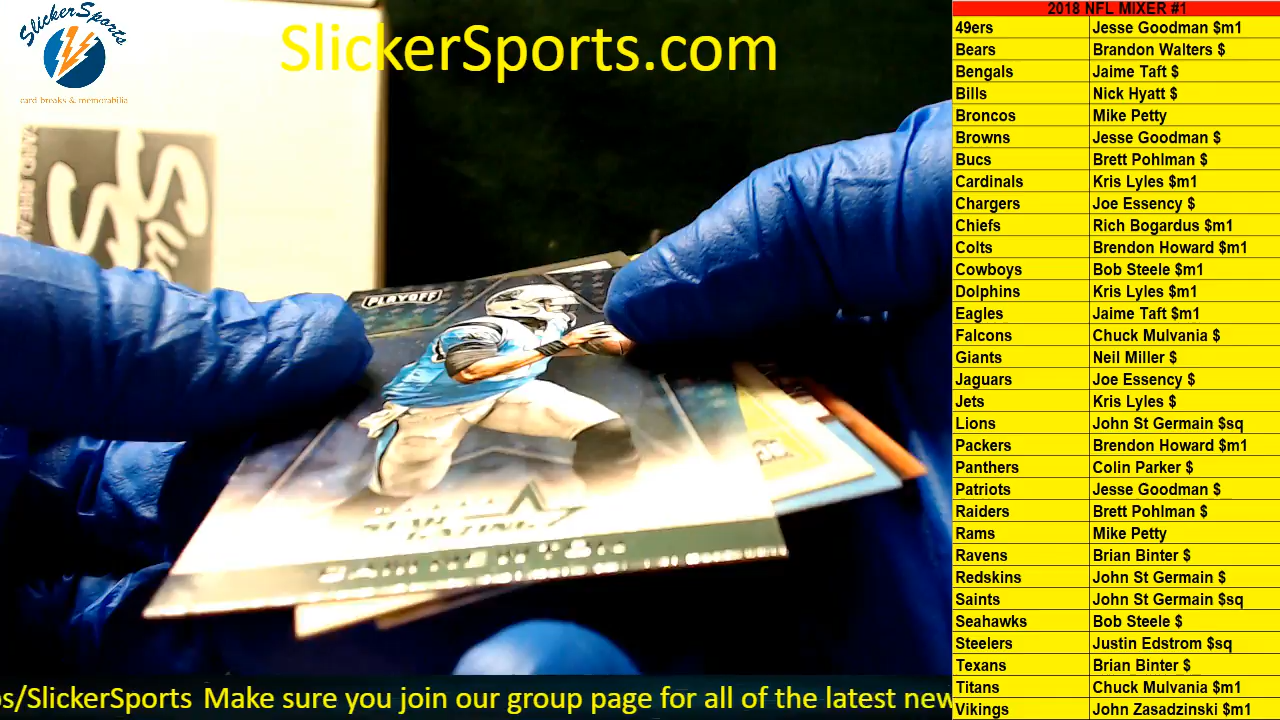 SlickerSports
card breaks & memorabilia
SlickerSports.com
PLAYOFF
STAR
GAZING
2018 NFL MIXER #1
49ers Jesse Goodman $m1
Bears Brandon Walters $
Bengals Jaime Taft $
Bills Nick Hyatt $
Broncos Mike Petty
Browns Jesse Goodman $
Bucs Brett Pohlman $
Cardinals Kris Lyles $m1
Chargers Joe Essency $
Chiefs Rich Bogardus $m1
Colts Brendon Howard $m1
Cowboys Bob Steele $m1
Dolphins Kris Lyles $m1
Eagles Jaime Taft $m1
Falcons Chuck Mulvania $
Giants Neil Miller $
Jaguars Joe Essency $
Jets Kris Lyles $
Lions John St Germain $sq
Packers Brendon Howard $m1
Panthers Colin Parker $
Patriots Jesse Goodman $
Raiders Brett Pohlman $
Rams Mike Petty
Ravens Brian Binter $
Redskins John St Germain $
Saints John St Germain $sq
Seahawks Bob Steele $
Steelers Justin Edstrom $sq
Texans Brian Binter $
Titans Chuck Mulvania $m1
Vikings John Zasadzinski $m1
s/SlickerSports Make sure you join our group page for all of the latest new